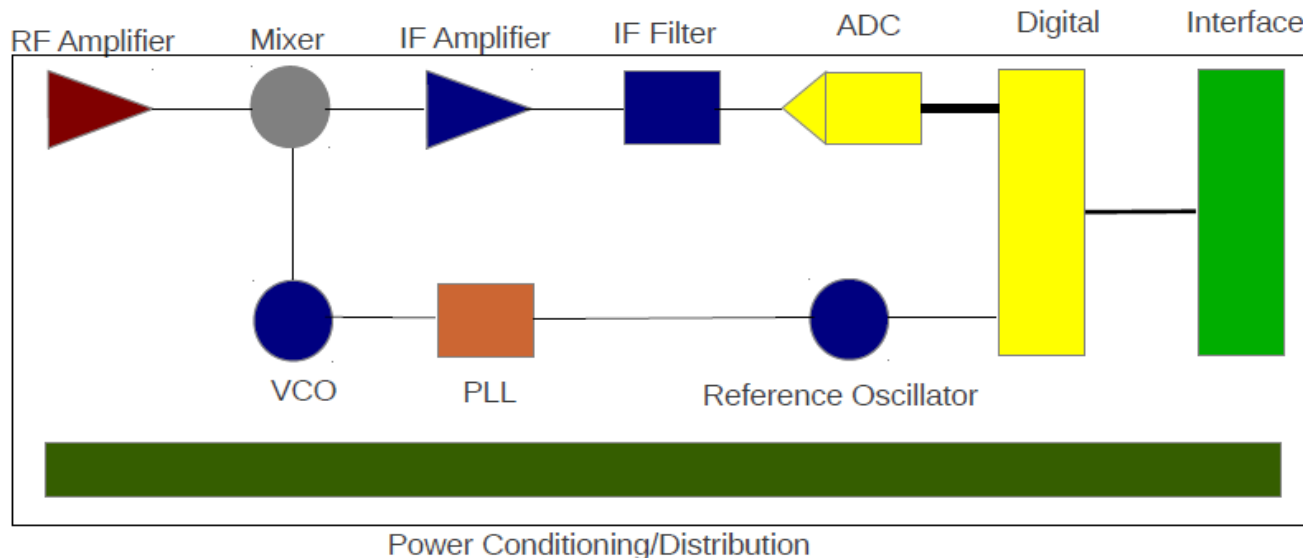 RF Amplifier
Mixer
IF Amplifier
IF Filter
ADC
Digital
Interface
VCO
PLL
Reference Oscillator
Power Conditioning/Distribution